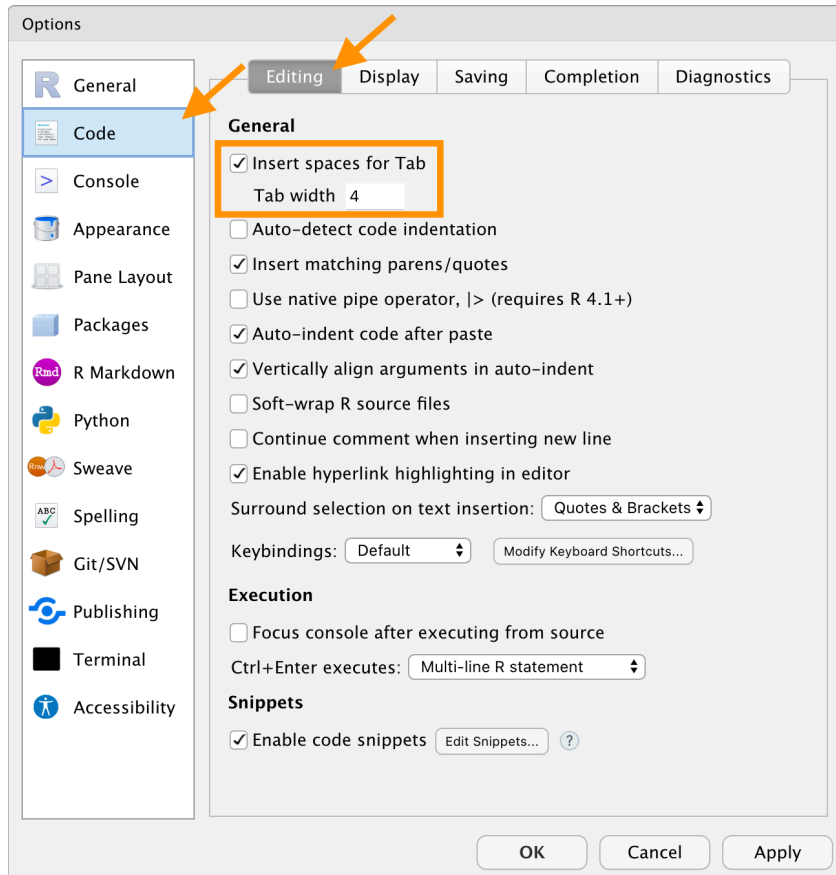 Options
General
Code
Console
Appearance
Pane Layout
Packages
Rmd R Markdown
Python
Rnw Sweave
ABC Spelling
Git/SVN
Publishing
Terminal
Accessibility
Editing Display Saving Completion Diagnostics
General
Insert spaces for Tab
Tab width 4
Auto-detect code indentation
Insert matching parens/quotes
Use native pipe operator, |> (requires R 4.1+)
Auto-indent code after paste
Vertically align arguments in auto-indent
Soft-wrap R source files
Continue comment when inserting new line
Enable hyperlink highlighting in editor
Surround selection on text insertion: Quotes & Brackets
Keybindings: Default Modify Keyboard Shortcuts...
Execution
Focus console after executing from source
Ctrl+Enter executes: Multi-line R statement
Snippets
Enable code snippets Edit Snippets... ?
OK Cancel Apply